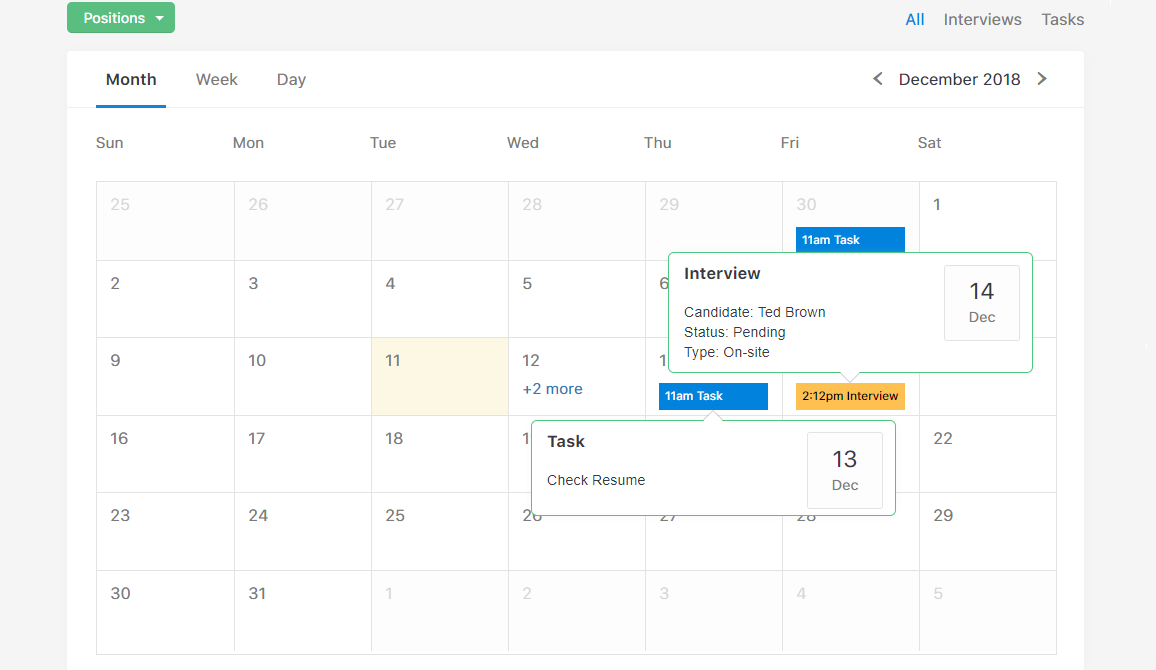 Positions
All Interviews Tasks
Month Week Day
December 2018
Sun Mon Tue Wed Thu Fri Sat
25 26 27 28 29 30 1
11am Task
2 3 4 5 6
Interview
14
Dec
Candidate: Ted Brown
Status: Pending
Type: On-site
9 10 11 12
+2 more
11am Task
2:12pm Interview
16 17 18 22
Task
13
Dec
Check Resume
23 24 25 26 27 28 29
30 31 1 2 3 4 5